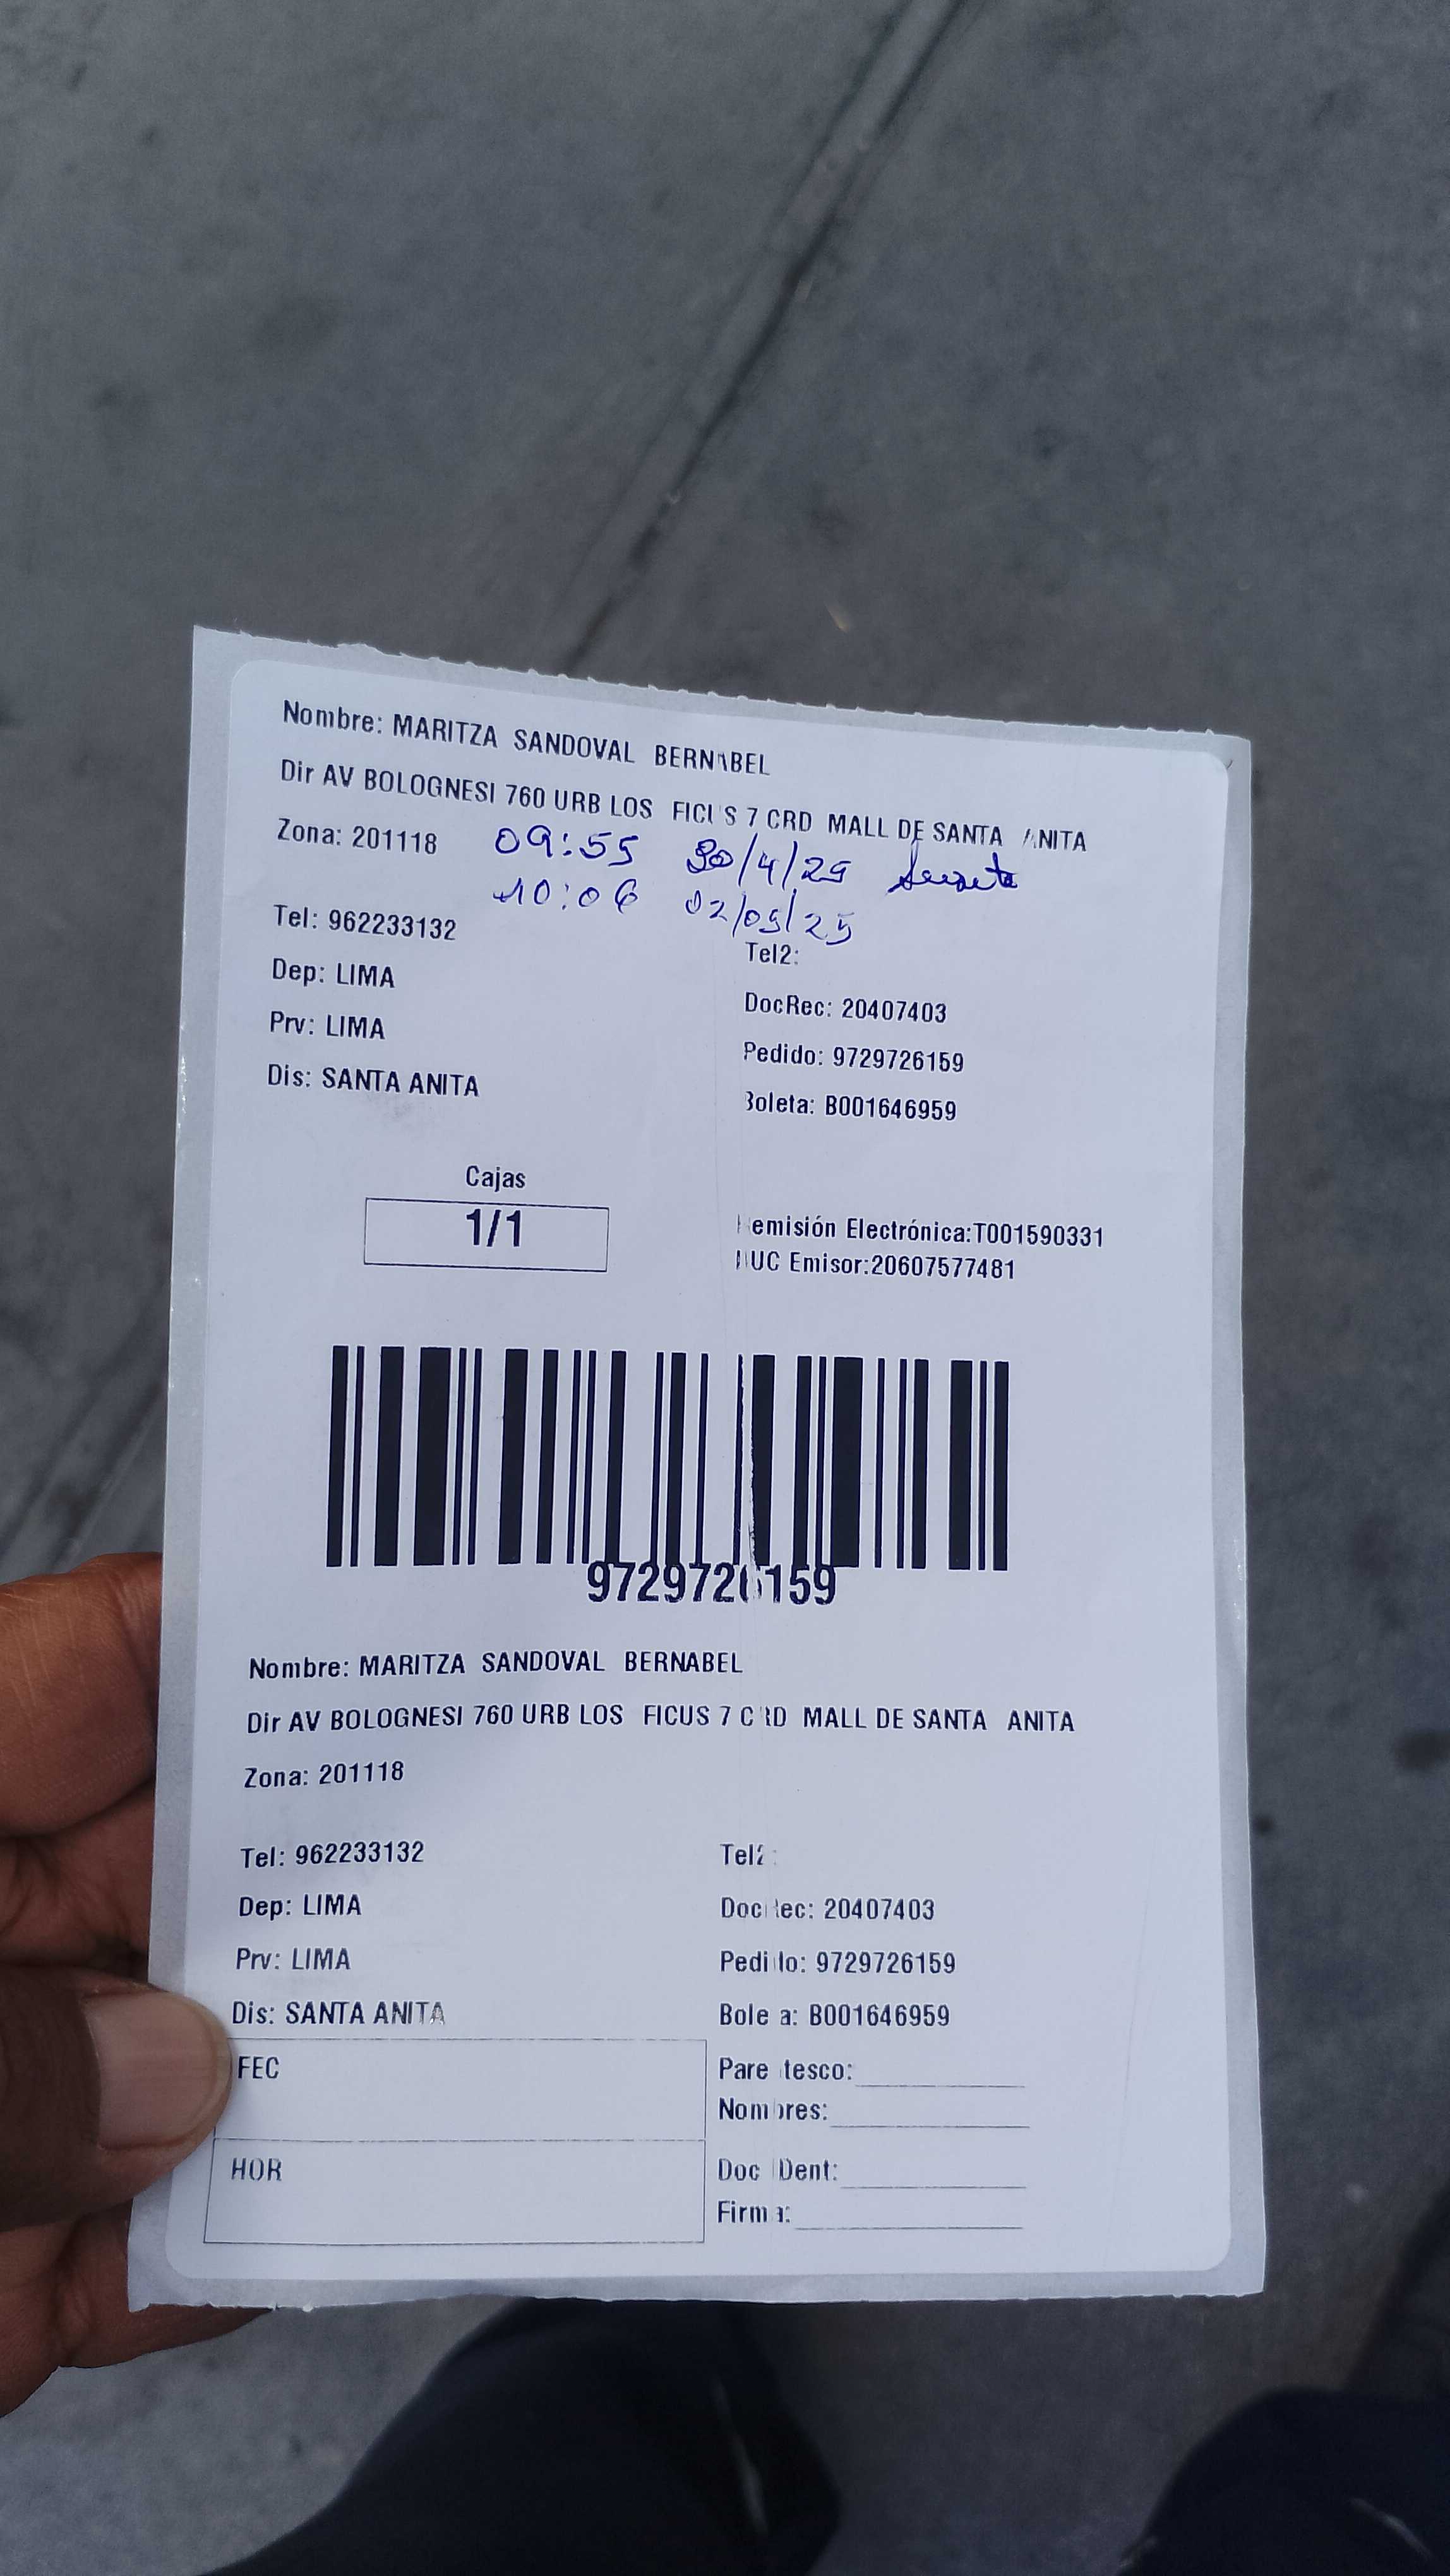 Nombre: MARITZA SANDOVAL BERNABEL
Dir AV BOLOGNESI 760 URB LOS FICUS 7 CRD MALL DE SANTA ANITA
Zona: 201118 09:55 30/4/25
10:06 02/05/25
Tel: 962233132
Tel2:
Dep: LIMA
DocRec: 20407403
Prv: LIMA
Pedido: 9729726159
Dis: SANTA ANITA
Boleta: B001646959
Cajas
1/1
Remisión Electrónica:T001590331
RUC Emisor:20607577481
9729726159
Nombre: MARITZA SANDOVAL BERNABEL
Dir AV BOLOGNESI 760 URB LOS FICUS 7 CRD MALL DE SANTA ANITA
Zona: 201118
Tel: 962233132
Tel2:
Dep: LIMA
DocRec: 20407403
Prv: LIMA
Pedido: 9729726159
Dis: SANTA ANITA
Boleta: B001646959
FEC
Parentesco:
Nombres:
HOR
Doc IDent:
Firma: